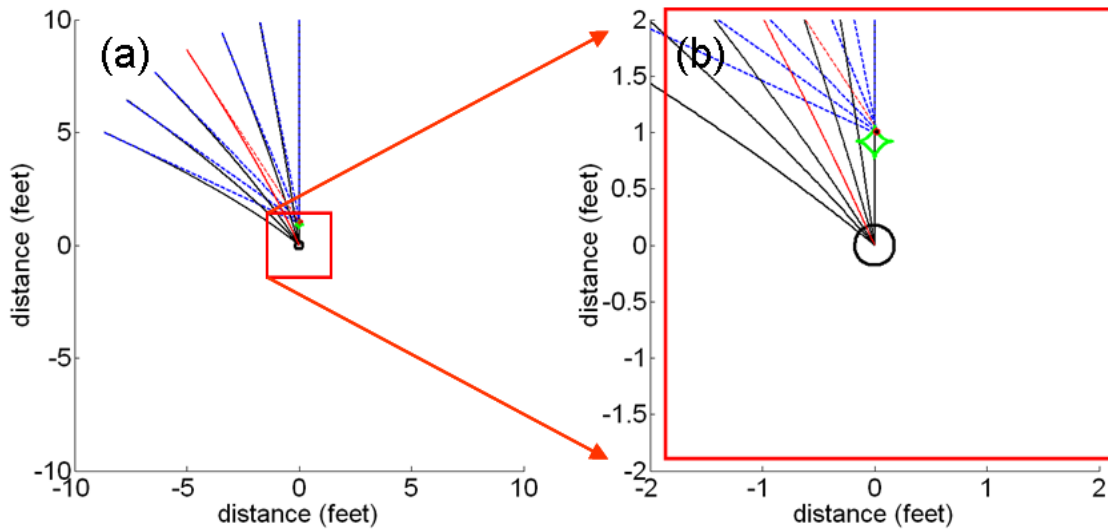 (a)
10
5
0
-5
-10
-10 -5 0 5 10
distance (feet)
distance (feet)
(b)
2
1.5
1
0.5
0
-0.5
-1
-1.5
-2
-2 -1 0 1 2
distance (feet)
distance (feet)